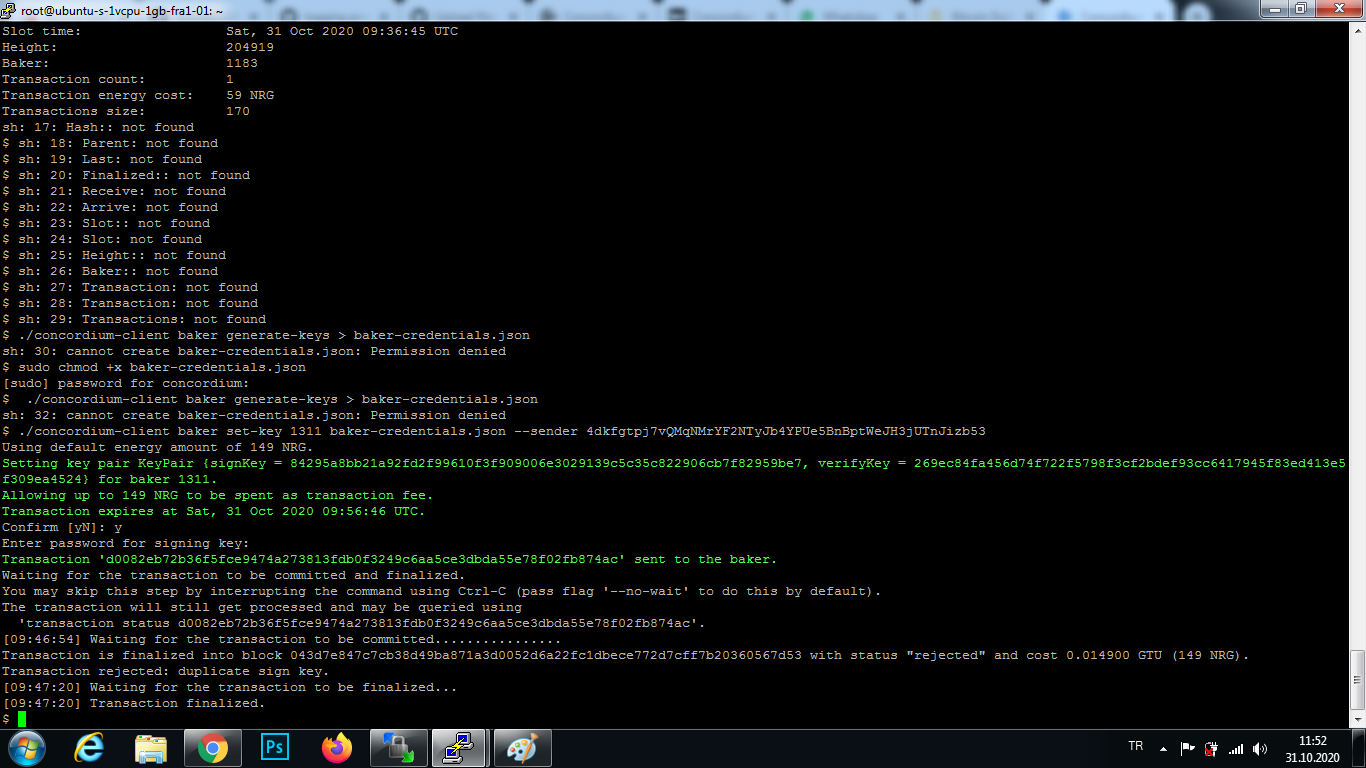 root@ubuntu-s-1vcpu-1gb-fra1-01: ~
Slot time: Sat, 31 Oct 2020 09:36:45 UTC
Height: 204919
Baker: 1183
Transaction count: 1
Transaction energy cost: 59 NRG
Transactions size: 170
sh: 17: Hash:: not found
$ sh: 18: Parent: not found
$ sh: 19: Last: not found
$ sh: 20: Finalized:: not found
$ sh: 21: Receive: not found
$ sh: 22: Arrive: not found
$ sh: 23: Slot:: not found
$ sh: 24: Slot: not found
$ sh: 25: Height:: not found
$ sh: 26: Baker:: not found
$ sh: 27: Transaction: not found
$ sh: 28: Transaction: not found
$ sh: 29: Transactions: not found
$ ./concordium-client baker generate-keys > baker-credentials.json
sh: 30: cannot create baker-credentials.json: Permission denied
$ sudo chmod +x baker-credentials.json
[sudo] password for concordium:
$  ./concordium-client baker generate-keys > baker-credentials.json
sh: 32: cannot create baker-credentials.json: Permission denied
$ ./concordium-client baker set-key 1311 baker-credentials.json --sender 4dkfgtpj7vQMqNMrYF2NTyJb4YPUe5BnBptWeJH3jUTnJizb53
Using default energy amount of 149 NRG.
Setting key pair KeyPair {signKey = 84295a8bb21a92fd2f99610f3f909006e3029139c5c35c822906cb7f82959be7, verifyKey = 269ec84fa456d74f722f5798f3cf2bdef93cc6417945f83ed413e5
f309ea4524} for baker 1311.
Allowing up to 149 NRG to be spent as transaction fee.
Transaction expires at Sat, 31 Oct 2020 09:56:46 UTC.
Confirm [yN]: y
Enter password for signing key:
Transaction 'd0082eb72b36f5fce9474a273813fdb0f3249c6aa5ce3dbda55e78f02fb874ac' sent to the baker.
Waiting for the transaction to be committed and finalized.
You may skip this step by interrupting the command using Ctrl-C (pass flag '--no-wait' to do this by default).
The transaction will still get processed and may be queried using
'transaction status d0082eb72b36f5fce9474a273813fdb0f3249c6aa5ce3dbda55e78f02fb874ac'.
[09:46:54] Waiting for the transaction to be committed................
Transaction is finalized into block 043d7e847c7cb38d49ba871a3d0052d6a22fc1dbece772d7cff7b20360567d53 with status "rejected" and cost 0.014900 GTU (149 NRG).
Transaction rejected: duplicate sign key.
[09:47:20] Waiting for the transaction to be finalized...
[09:47:20] Transaction finalized.
$
Ps
TR
11:52
31.10.2020